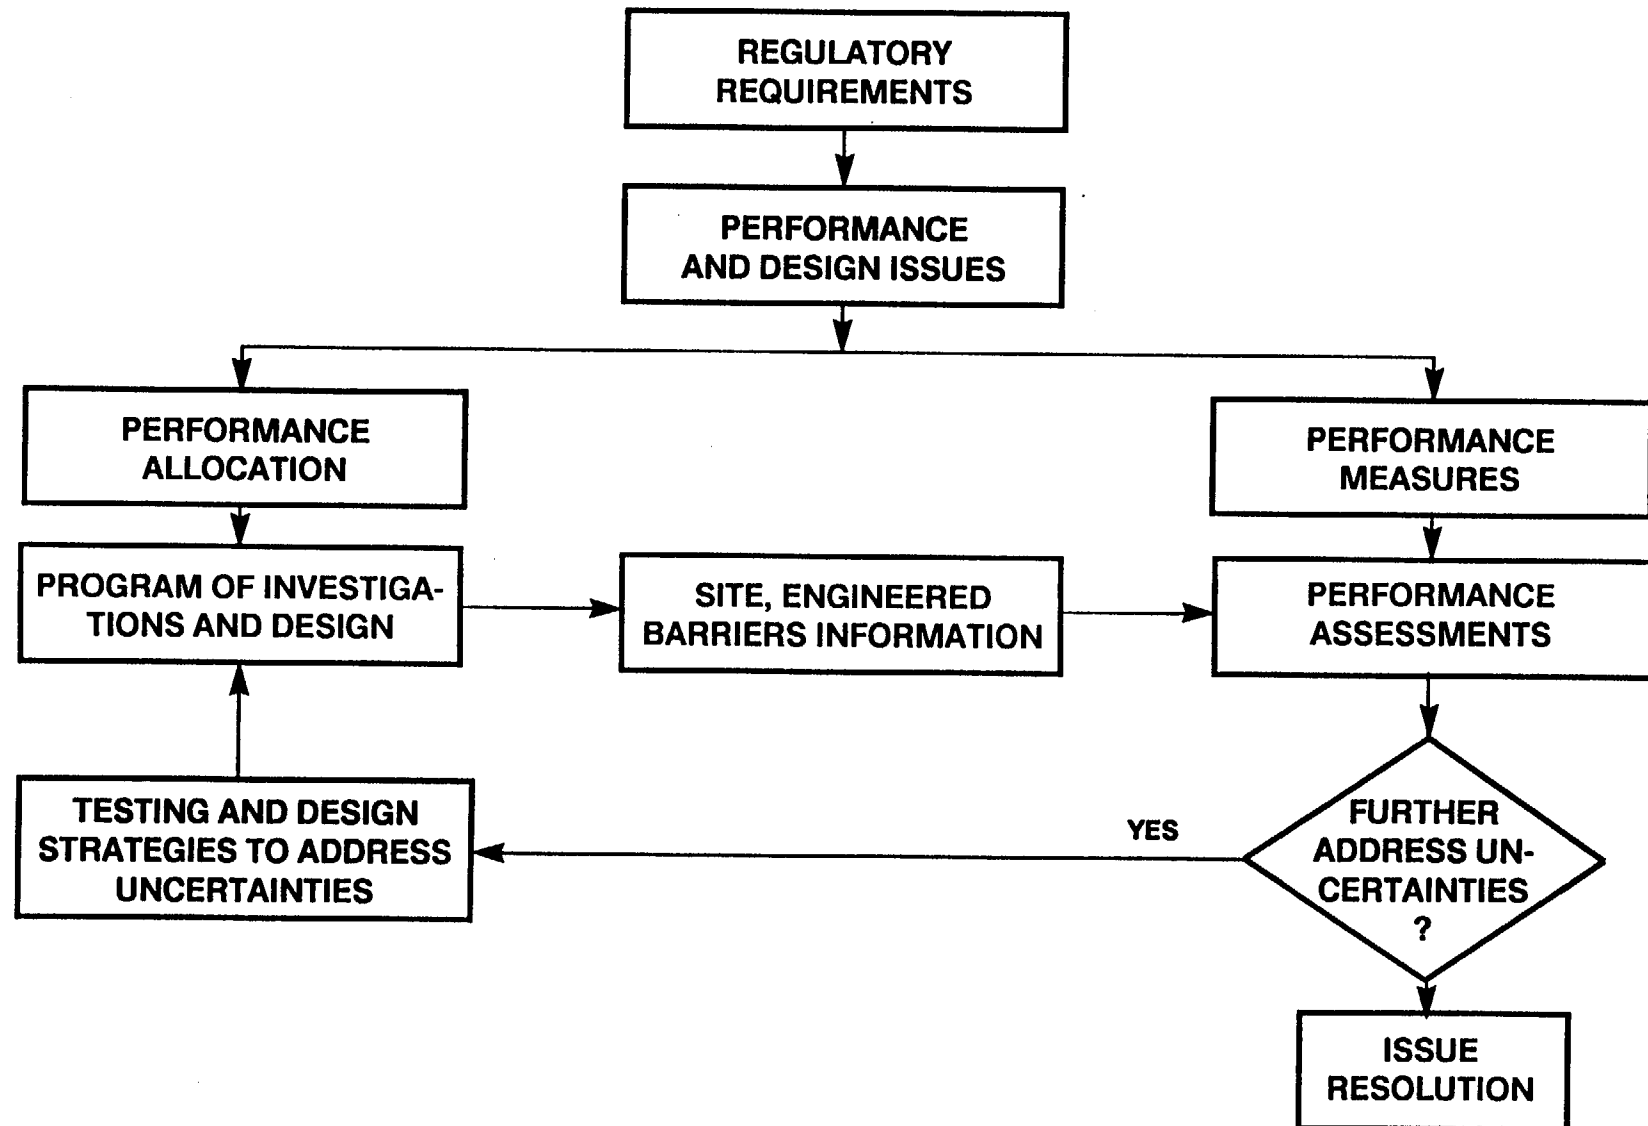 REGULATORY
REQUIREMENTS
PERFORMANCE
AND DESIGN ISSUES
PERFORMANCE
ALLOCATION
PERFORMANCE
MEASURES
PROGRAM OF INVESTIGA-
TIONS AND DESIGN
SITE, ENGINEERED
BARRIERS INFORMATION
PERFORMANCE
ASSESSMENTS
TESTING AND DESIGN
STRATEGIES TO ADDRESS
UNCERTAINTIES
YES
FURTHER
ADDRESS UN-
CERTAINTIES
?
ISSUE
RESOLUTION